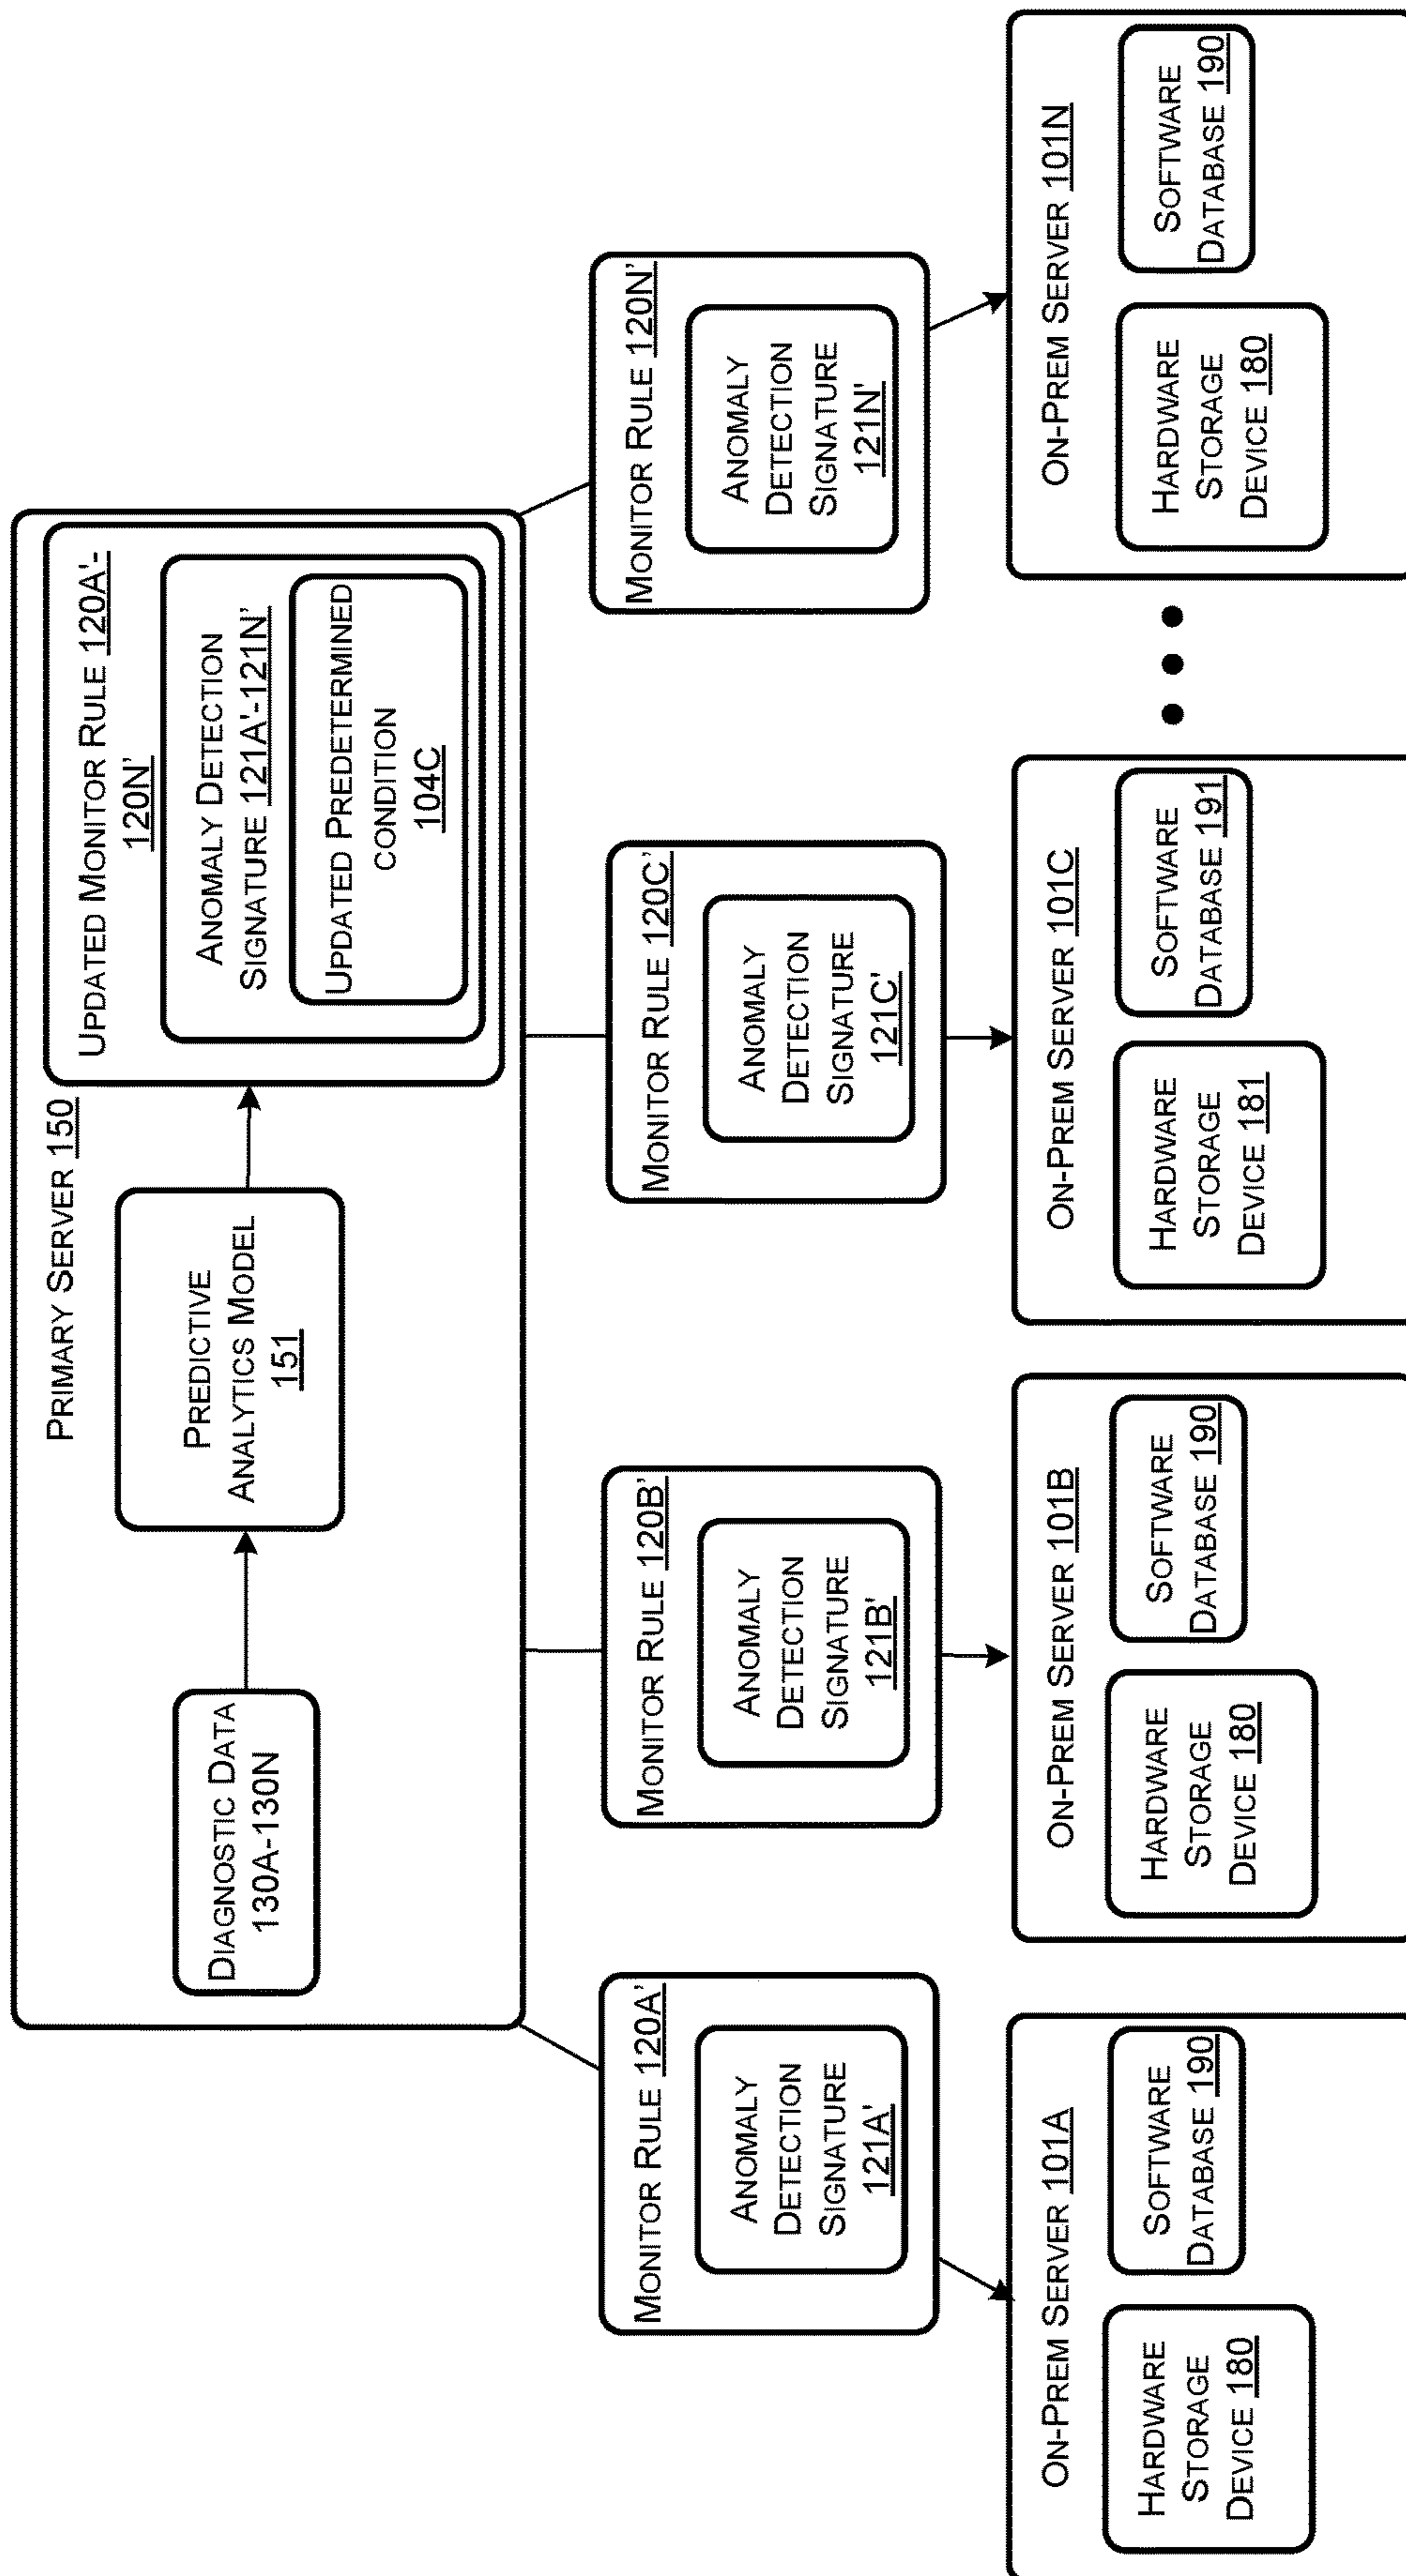 PRIMARY SERVER 150
DIAGNOSTIC DATA
130A-130N
PREDICTIVE
ANALYTICS MODEL
151
UPDATED MONITOR RULE 120A'-
120N'
ANOMALY DETECTION
SIGNATURE 121A'-121N'
UPDATED PREDETERMINED
CONDITION
104C
MONITOR RULE 120A'
ANOMALY
DETECTION
SIGNATURE
121A'
MONITOR RULE 120B'
ANOMALY
DETECTION
SIGNATURE
121B'
MONITOR RULE 120C'
ANOMALY
DETECTION
SIGNATURE
121C'
MONITOR RULE 120N'
ANOMALY
DETECTION
SIGNATURE
121N'
ON-PREM SERVER 101A
HARDWARE
STORAGE
DEVICE 180
SOFTWARE
DATABASE 190
ON-PREM SERVER 101B
HARDWARE
STORAGE
DEVICE 180
SOFTWARE
DATABASE 190
ON-PREM SERVER 101C
HARDWARE
STORAGE
DEVICE 181
SOFTWARE
DATABASE 191
ON-PREM SERVER 101N
HARDWARE
STORAGE
DEVICE 180
SOFTWARE
DATABASE 190